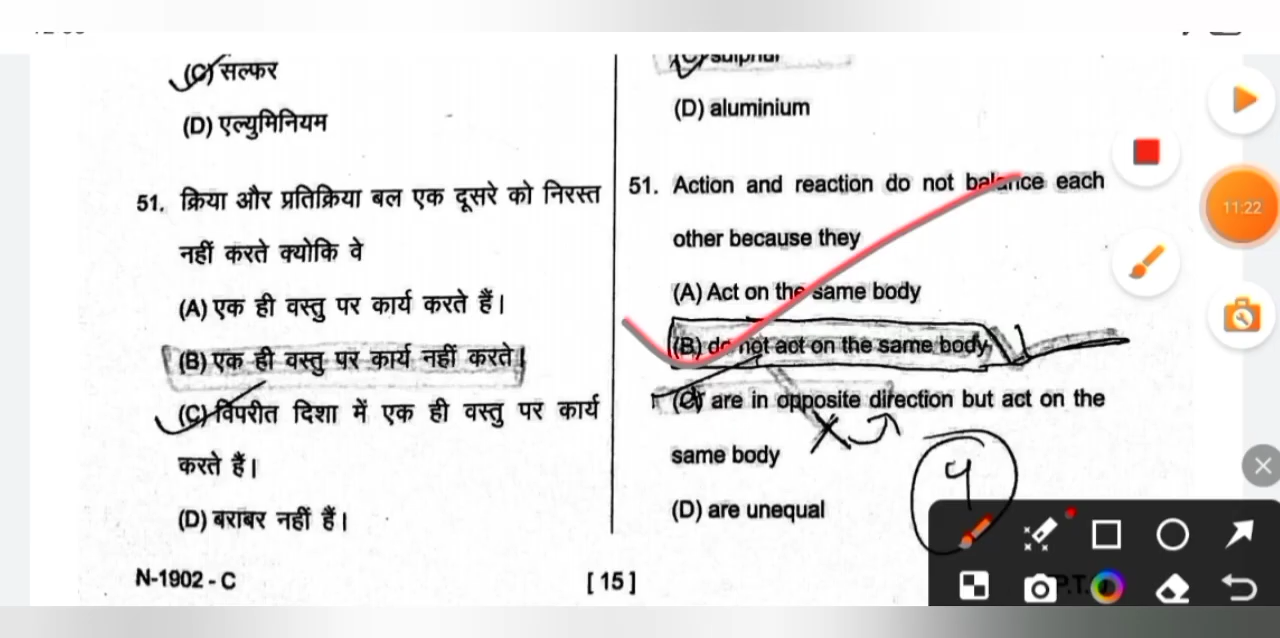 (C) सल्फर
(D) एल्युमिनियम
51. क्रिया और प्रतिक्रिया बल एक दूसरे को निरस्त
नहीं करते क्योकि वे
(A) एक ही वस्तु पर कार्य करते हैं।
(B) एक ही वस्तु पर कार्य नहीं करते।
(C) विपरीत दिशा में एक ही वस्तु पर कार्य
करते हैं।
(D) बराबर नहीं हैं।
N-1902 - C
[ 15 ]
(C) sulphur
(D) aluminium
51. Action and reaction do not balance each
other because they
(A) Act on the same body
(B) do not act on the same body
(C) are in opposite direction but act on the
same body
(D) are unequal
P.T.
11:22